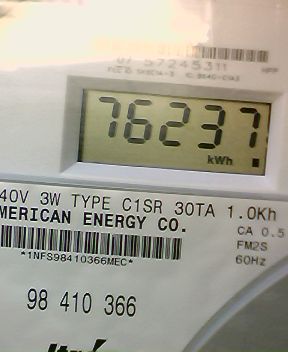 57245311
76237
kWh
40V 3W TYPE C1SR 30TA 1.0Kh
MERICAN ENERGY CO.
CA 0.5
FM2S
*1NFS98410366MEC*
60Hz
98 410 366